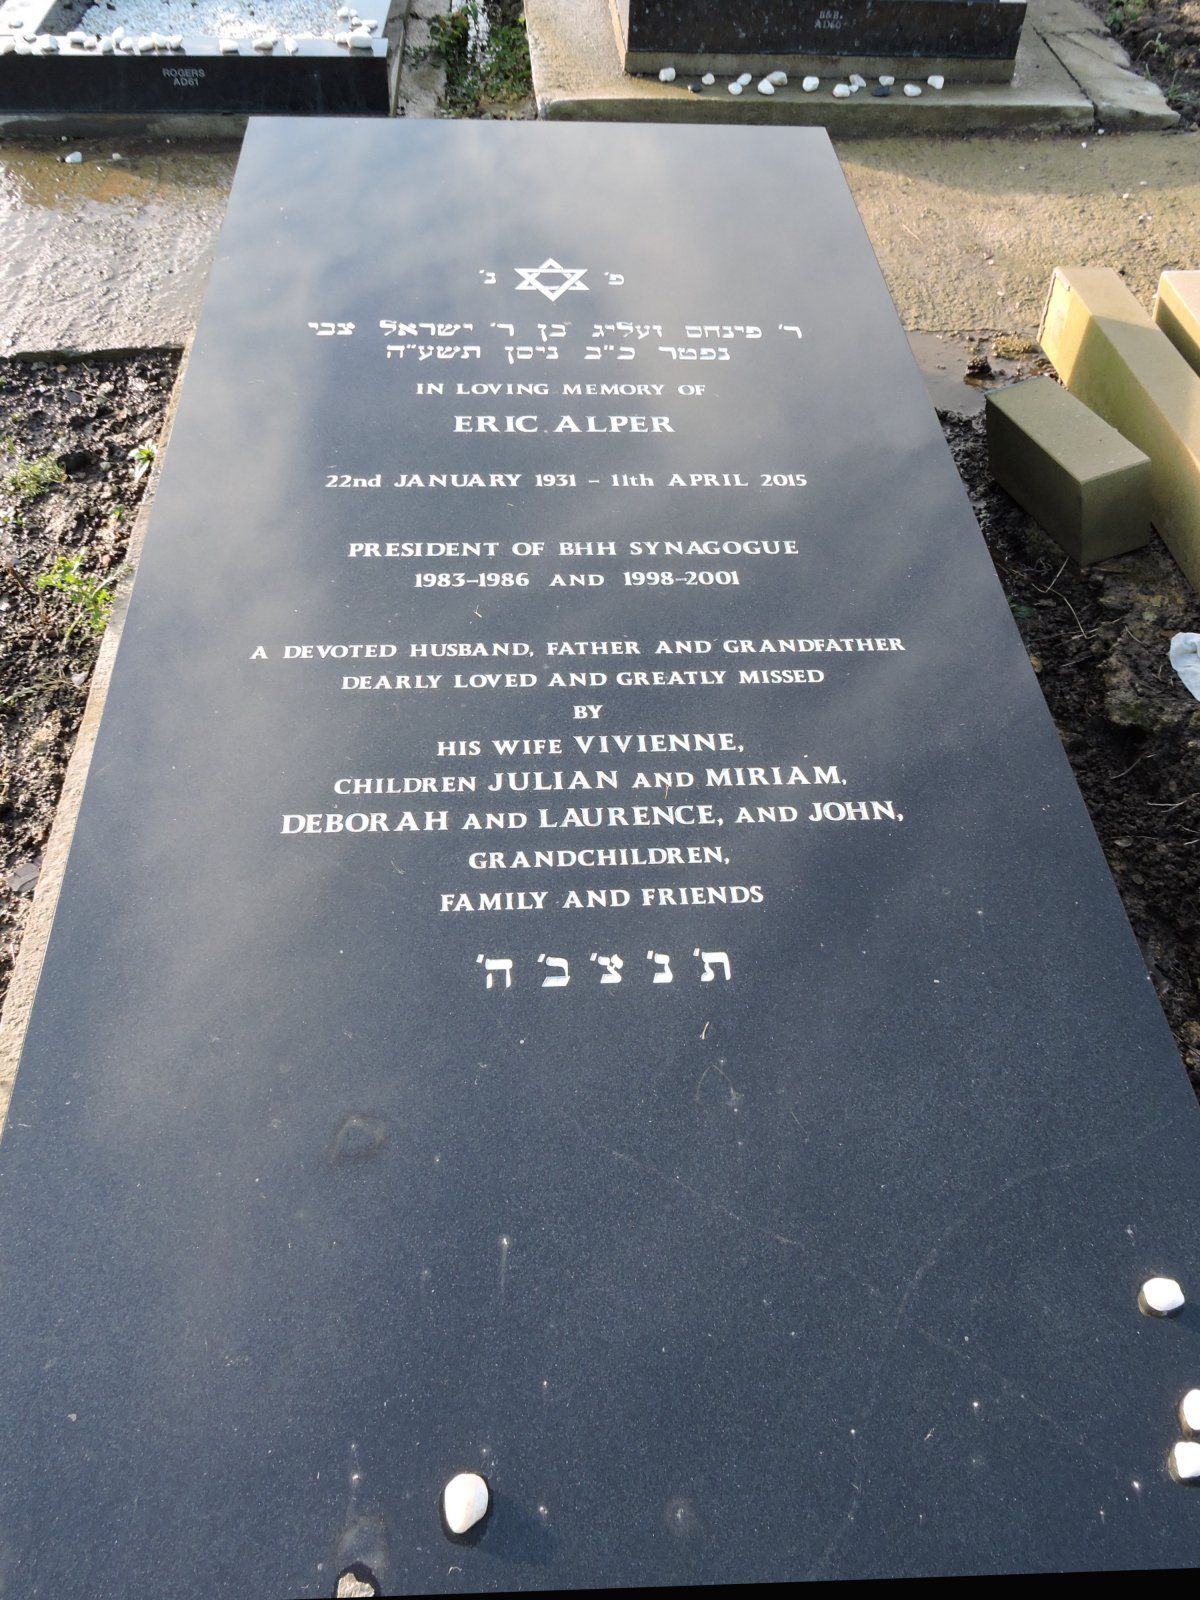 ROGERS
AD61
B&B
AD60
פ' נ'
ר' פינחס זעליג בן ר' ישראל צבי
נפטר כ"ב ניסן תשע"ה
IN LOVING MEMORY OF
ERIC ALPER
22nd JANUARY 1931 – 11th APRIL 2015
PRESIDENT OF BHH SYNAGOGUE
1983–1986 AND 1998–2001
A DEVOTED HUSBAND, FATHER AND GRANDFATHER
DEARLY LOVED AND GREATLY MISSED
BY
HIS WIFE VIVIENNE,
CHILDREN JULIAN AND MIRIAM,
DEBORAH AND LAURENCE, AND JOHN,
GRANDCHILDREN,
FAMILY AND FRIENDS
ת' נ' צ' ב' ה'